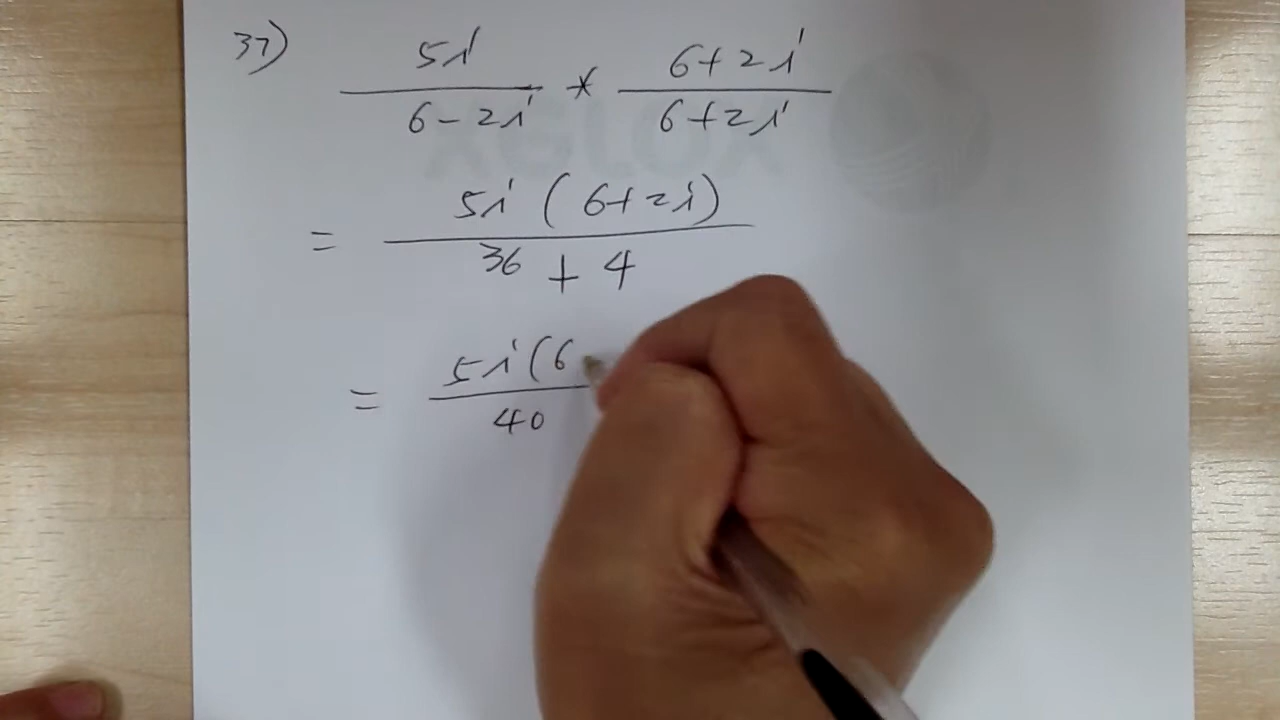 37) 5i / 6-2i * 6+2i / 6+2i
= 5i (6+2i) / 36 + 4
= 5i(6 / 40